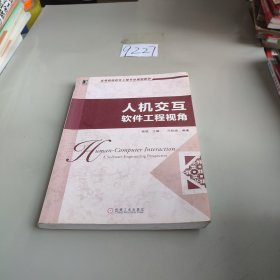 9227
人机交互
软件工程视角
Human-Computer Interaction
A Software Engineering Perspective
机械工业出版社